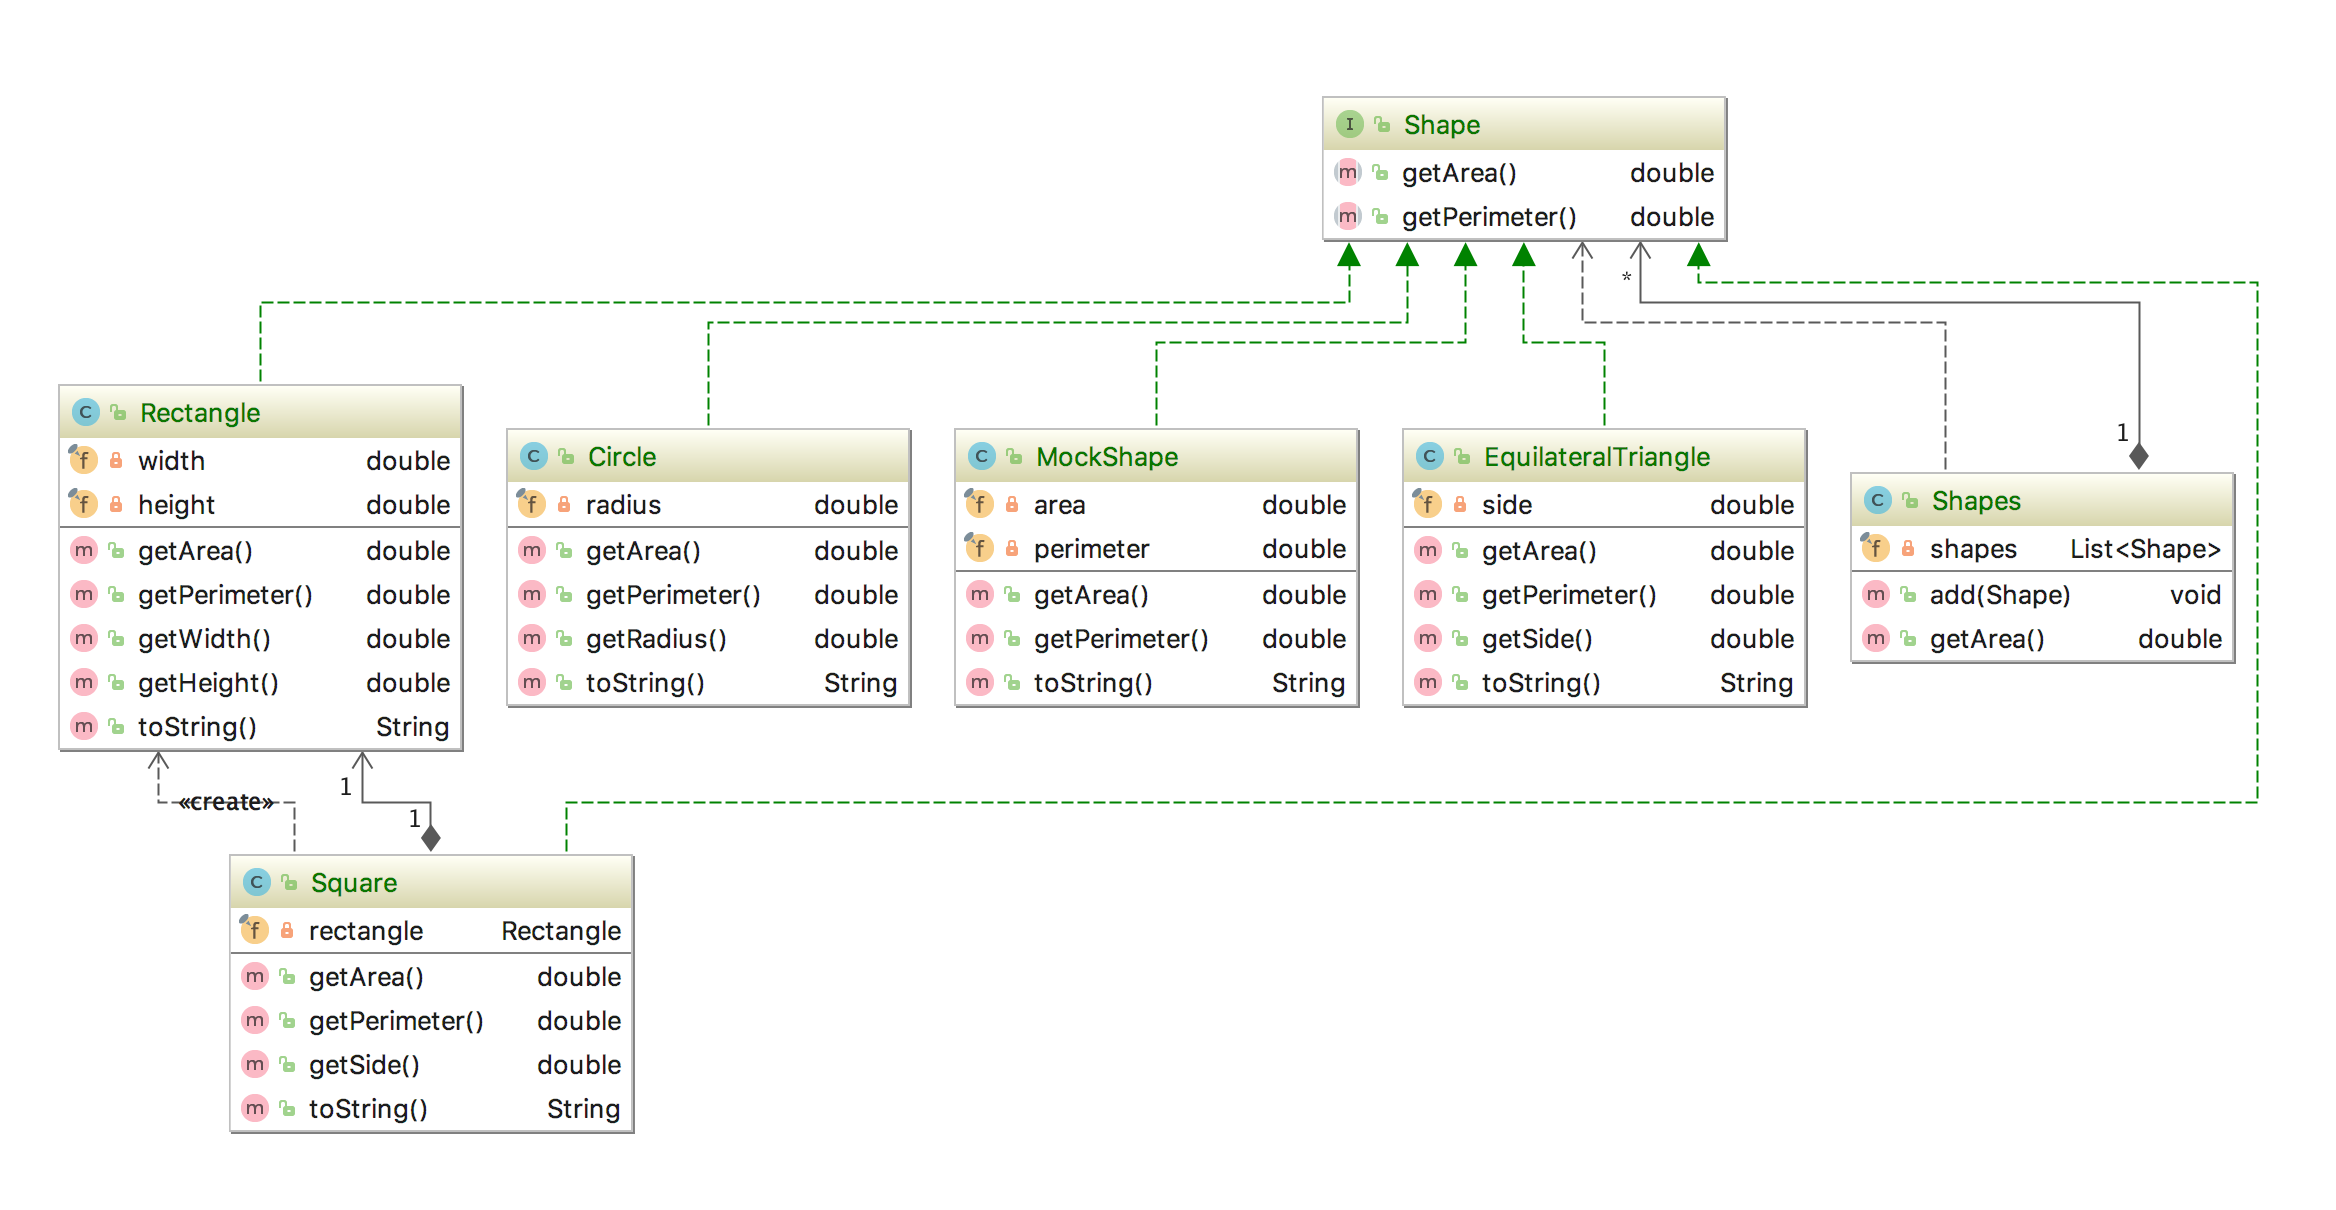 I Shape
m getArea() double
m getPerimeter() double
*
C Rectangle
f width double
f height double
m getArea() double
m getPerimeter() double
m getWidth() double
m getHeight() double
m toString() String
C Circle
f radius double
m getArea() double
m getPerimeter() double
m getRadius() double
m toString() String
C MockShape
f area double
f perimeter double
m getArea() double
m getPerimeter() double
m toString() String
C EquilateralTriangle
f side double
m getArea() double
m getPerimeter() double
m getSide() double
m toString() String
1
C Shapes
f shapes List<Shape>
m add(Shape) void
m getArea() double
«create»
1
1
C Square
f rectangle Rectangle
m getArea() double
m getPerimeter() double
m getSide() double
m toString() String